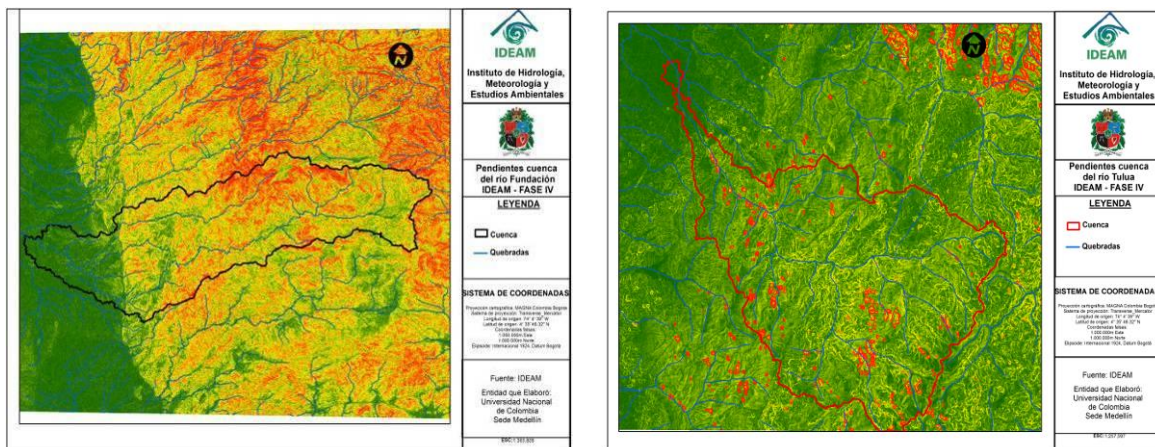 IDEAM
Instituto de Hidrología,
Meteorología y
Estudios Ambientales
Pendientes cuenca
del río Fundación
IDEAM - FASE IV
LEYENDA
Cuenca
Quebradas
SISTEMA DE COORDENADAS
Fuente: IDEAM
Entidad que Elaboró:
Universidad Nacional
de Colombia
Sede Medellín
N
IDEAM
Instituto de Hidrología,
Meteorología y
Estudios Ambientales
Pendientes cuenca
del río Tulua
IDEAM - FASE IV
LEYENDA
Cuenca
Quebradas
SISTEMA DE COORDENADA
Fuente: IDEAM
Entidad que Elaboró:
Universidad Nacional
de Colombia
Sede Medellín
N